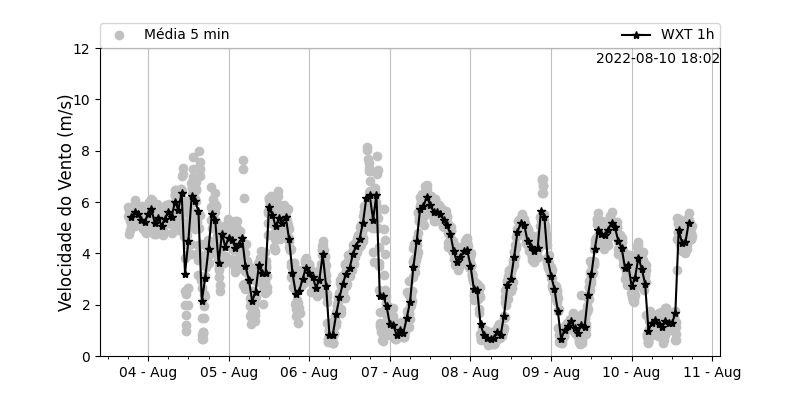 Média 5 min
WXT 1h
2022-08-10 18:02
Velocidade do Vento (m/s)
12
10
8
6
4
2
0
04 - Aug 05 - Aug 06 - Aug 07 - Aug 08 - Aug 09 - Aug 10 - Aug 11 - Aug